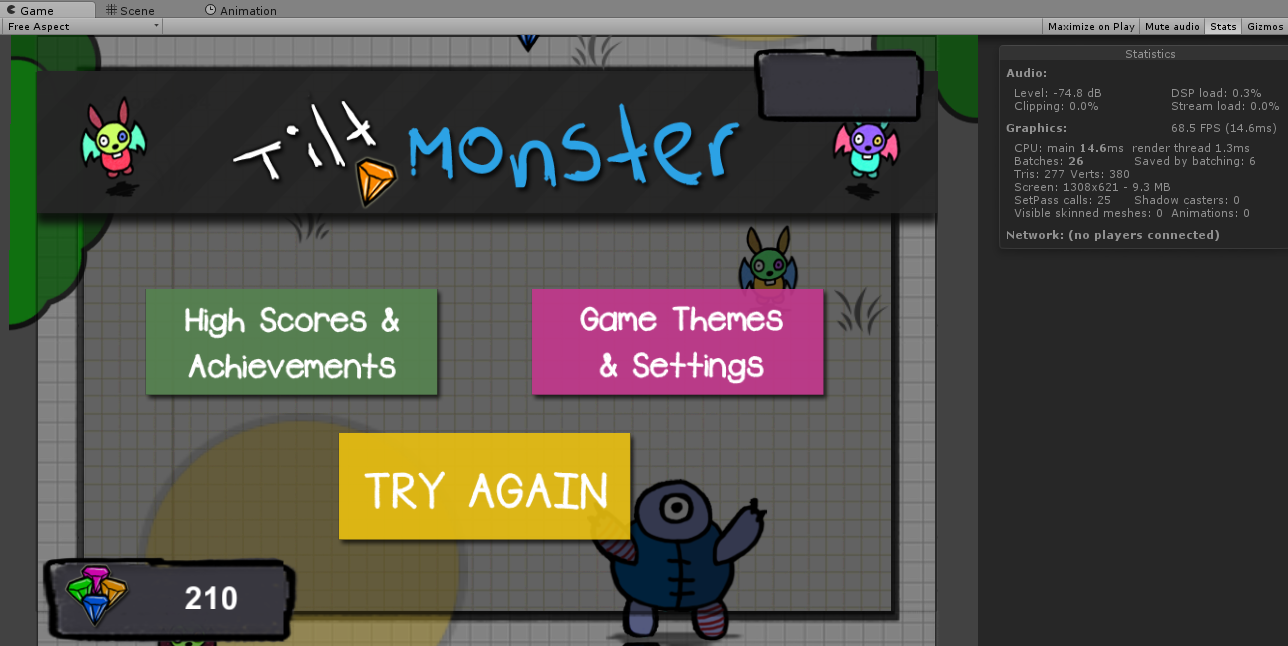 Game
Scene
Animation
Free Aspect
Maximize on Play
Mute audio
Stats
Gizmos
Tilt Monster
High Scores &
Achievements
Game Themes
& Settings
TRY AGAIN
210
Statistics
Audio:
Level: -74.8 dB DSP load: 0.3%
Clipping: 0.0% Stream load: 0.0%
Graphics: 68.5 FPS (14.6ms)
CPU: main 14.6ms render thread 1.3ms
Batches: 26 Saved by batching: 6
Tris: 277 Verts: 380
Screen: 1308x621 - 9.3 MB
SetPass calls: 25 Shadow casters: 0
Visible skinned meshes: 0 Animations: 0
Network: (no players connected)